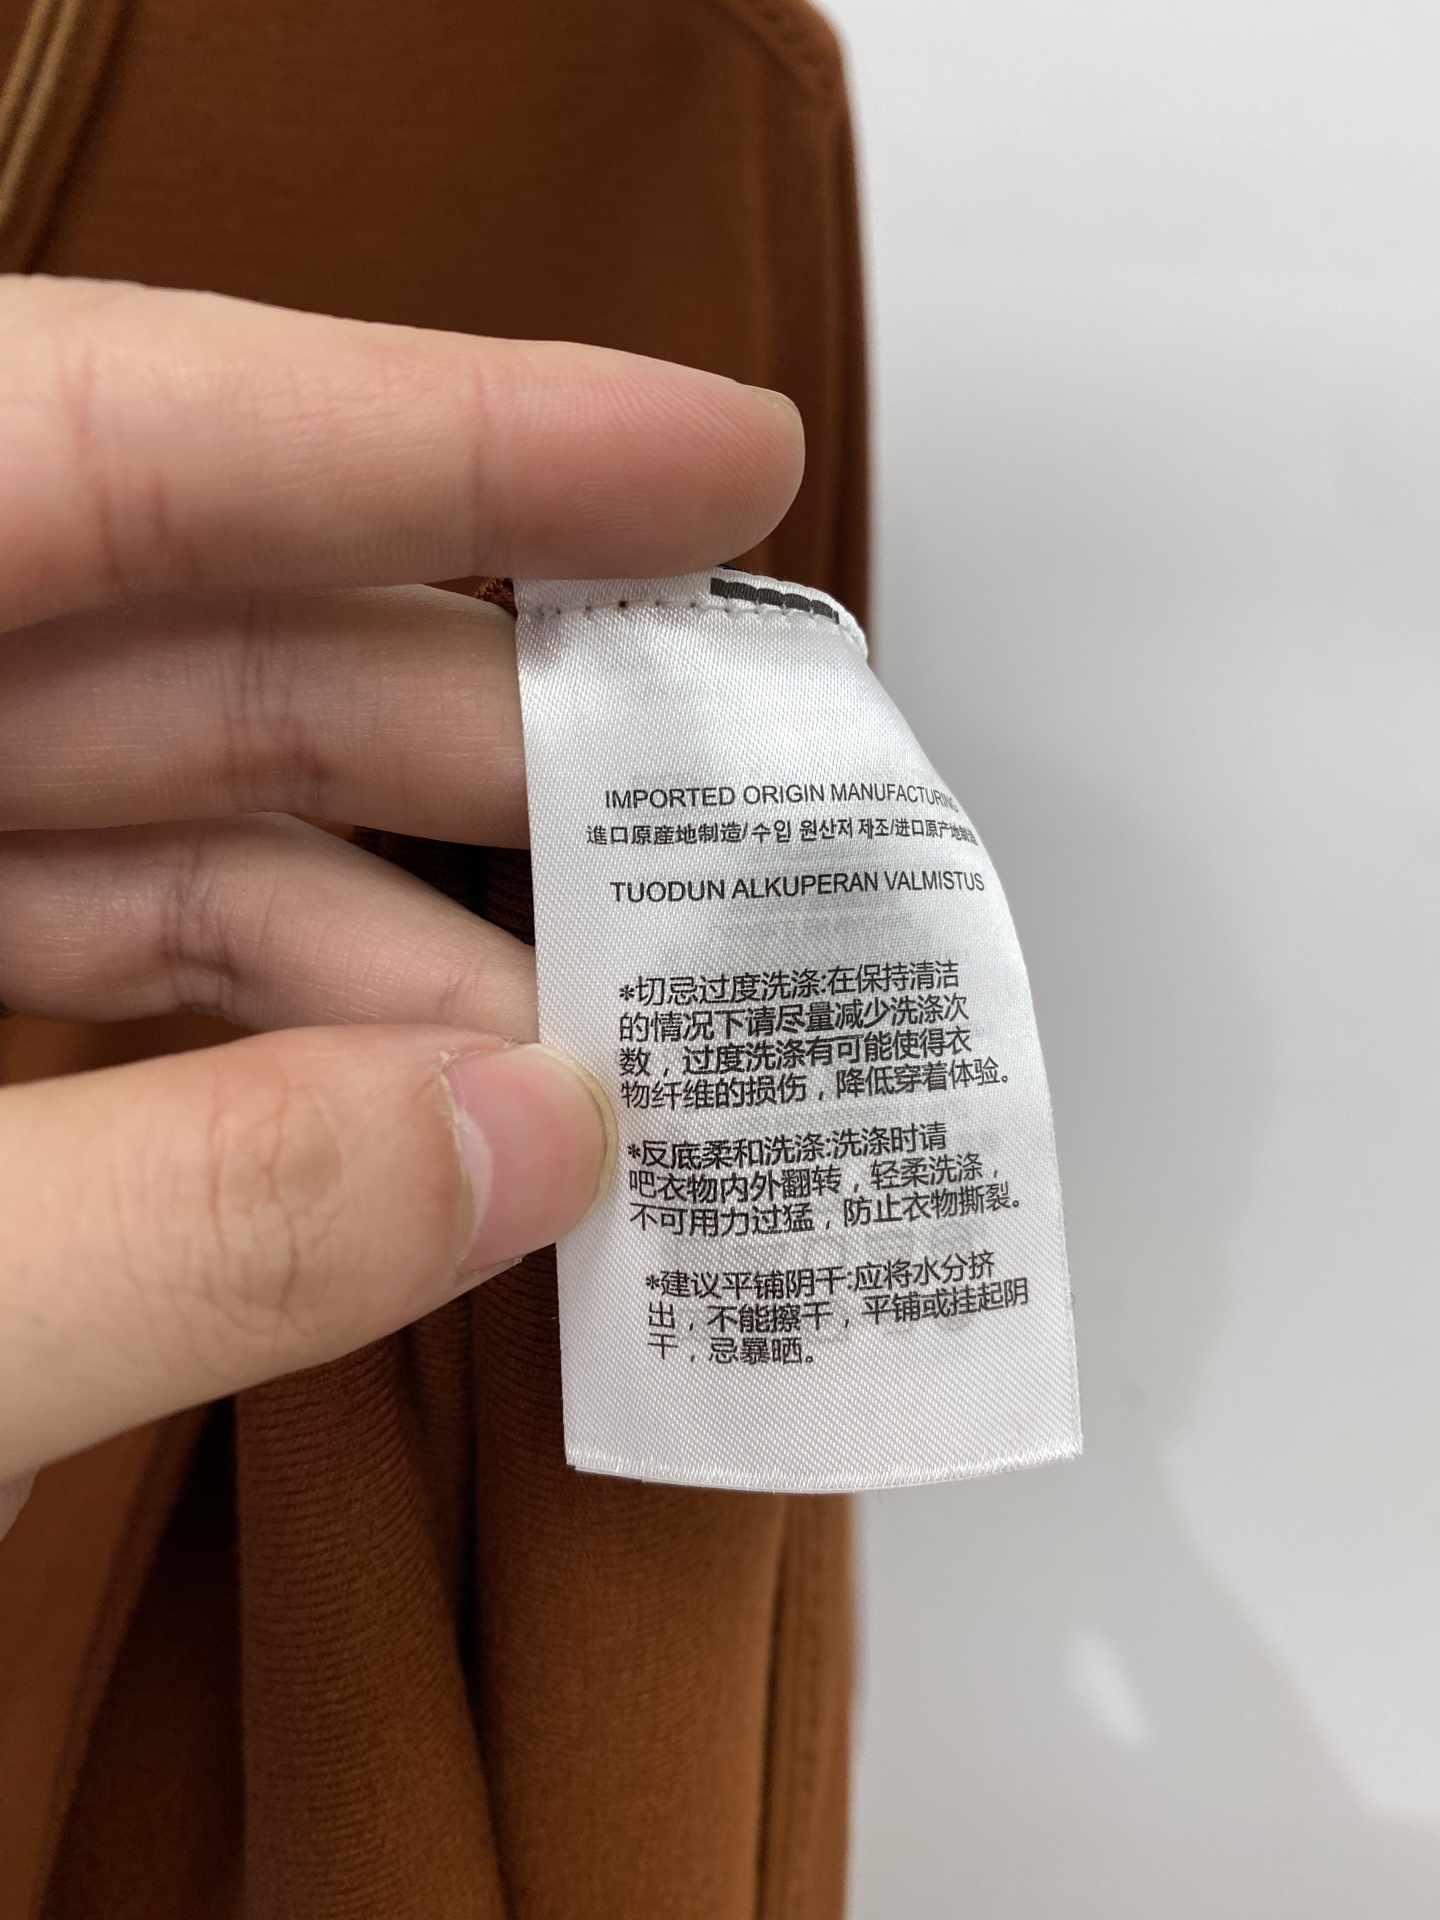 IMPORTED ORIGIN MANUFACTURING
進口原産地制造/수입 원산저 제조/进口原产地制造
TUODUN ALKUPERAN VALMISTUS
*切忌过度洗涤:在保持清洁
的情况下请尽量减少洗涤次
数，过度洗涤有可能使得衣
物纤维的损伤，降低穿着体验。
*反底柔和洗涤:洗涤时请
吧衣物内外翻转，轻柔洗涤，
不可用力过猛，防止衣物撕裂。
*建议平铺阴干:应将水分挤
出，不能擦干，平铺或挂起阴
干，忌暴晒。